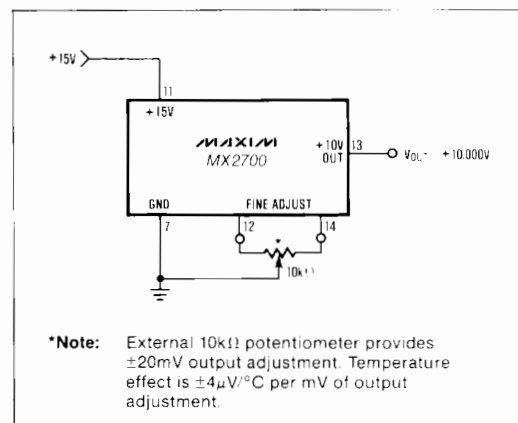 +15V
11
+15V
MAXIM
MX2700
+10V
OUT
13
VOUT +10.000V
GND
FINE ADJUST
7
12
14
*
10kΩ
*Note: External 10kΩ potentiometer provides
±20mV output adjustment. Temperature
effect is ±4µV/°C per mV of output
adjustment.